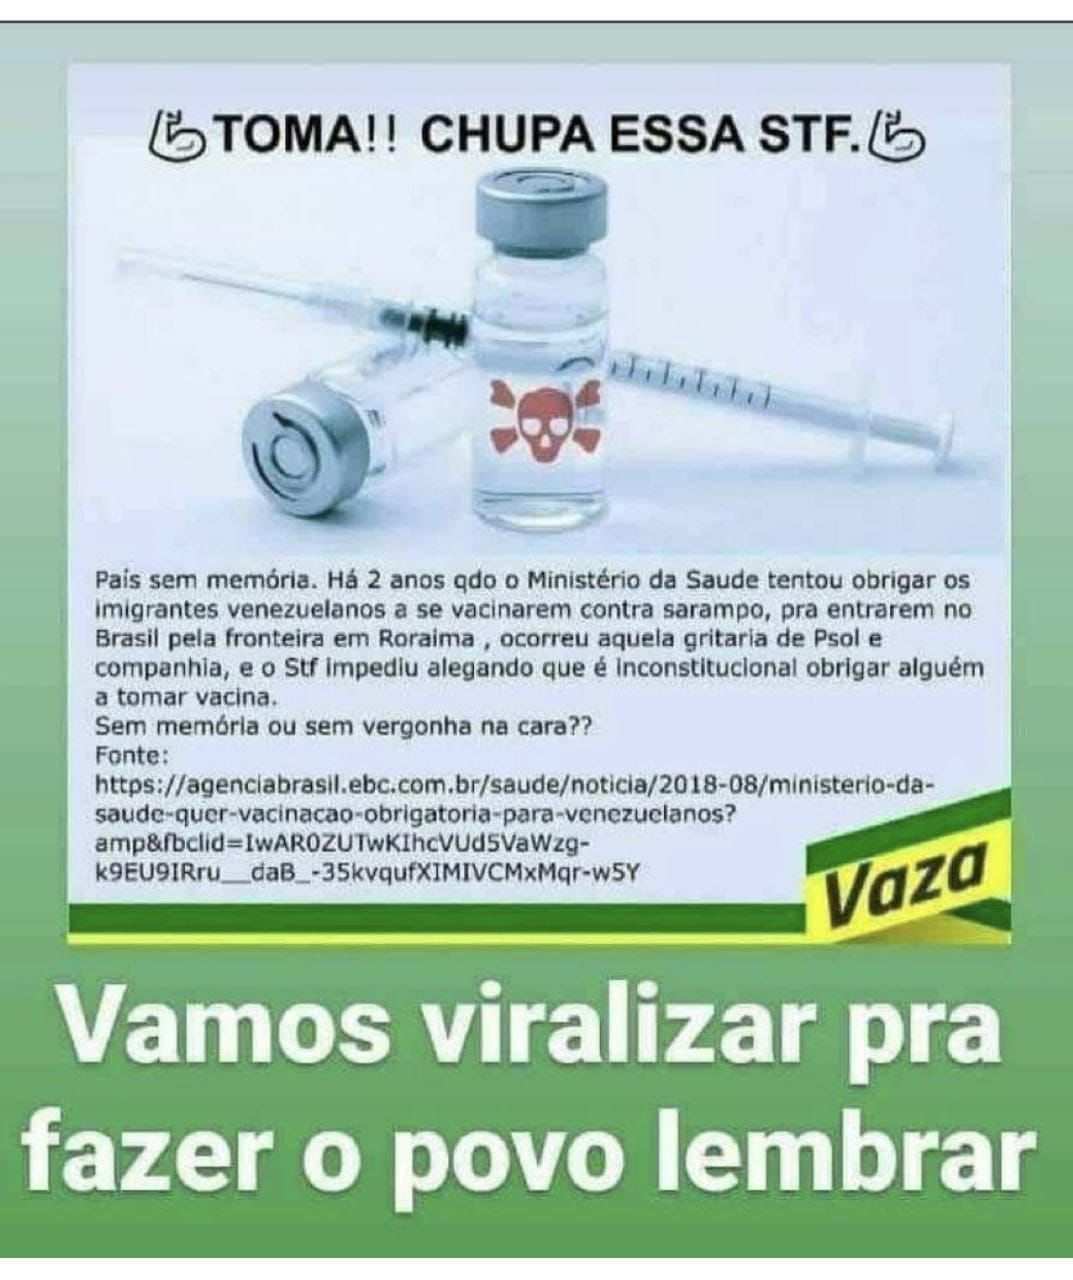 TOMA!! CHUPA ESSA STF.
País sem memória. Há 2 anos qdo o Ministério da Saude tentou obrigar os
imigrantes venezuelanos a se vacinarem contra sarampo, pra entrarem no
Brasil pela fronteira em Roraima , ocorreu aquela gritaria de Psol e
companhia, e o Stf impediu alegando que é inconstitucional obrigar alguém
a tomar vacina.
Sem memória ou sem vergonha na cara??
Fonte:
https://agenciabrasil.ebc.com.br/saude/noticia/2018-08/ministerio-da-
saude-quer-vacinacao-obrigatoria-para-venezuelanos?
amp&fbclid=IwAR0ZUTwKIhcVUd5VaWzg-
k9EU9IRru__daB_-35kvqufXIMIVCMxMqr-w5Y
Vaza
Vamos viralizar pra
fazer o povo lembrar